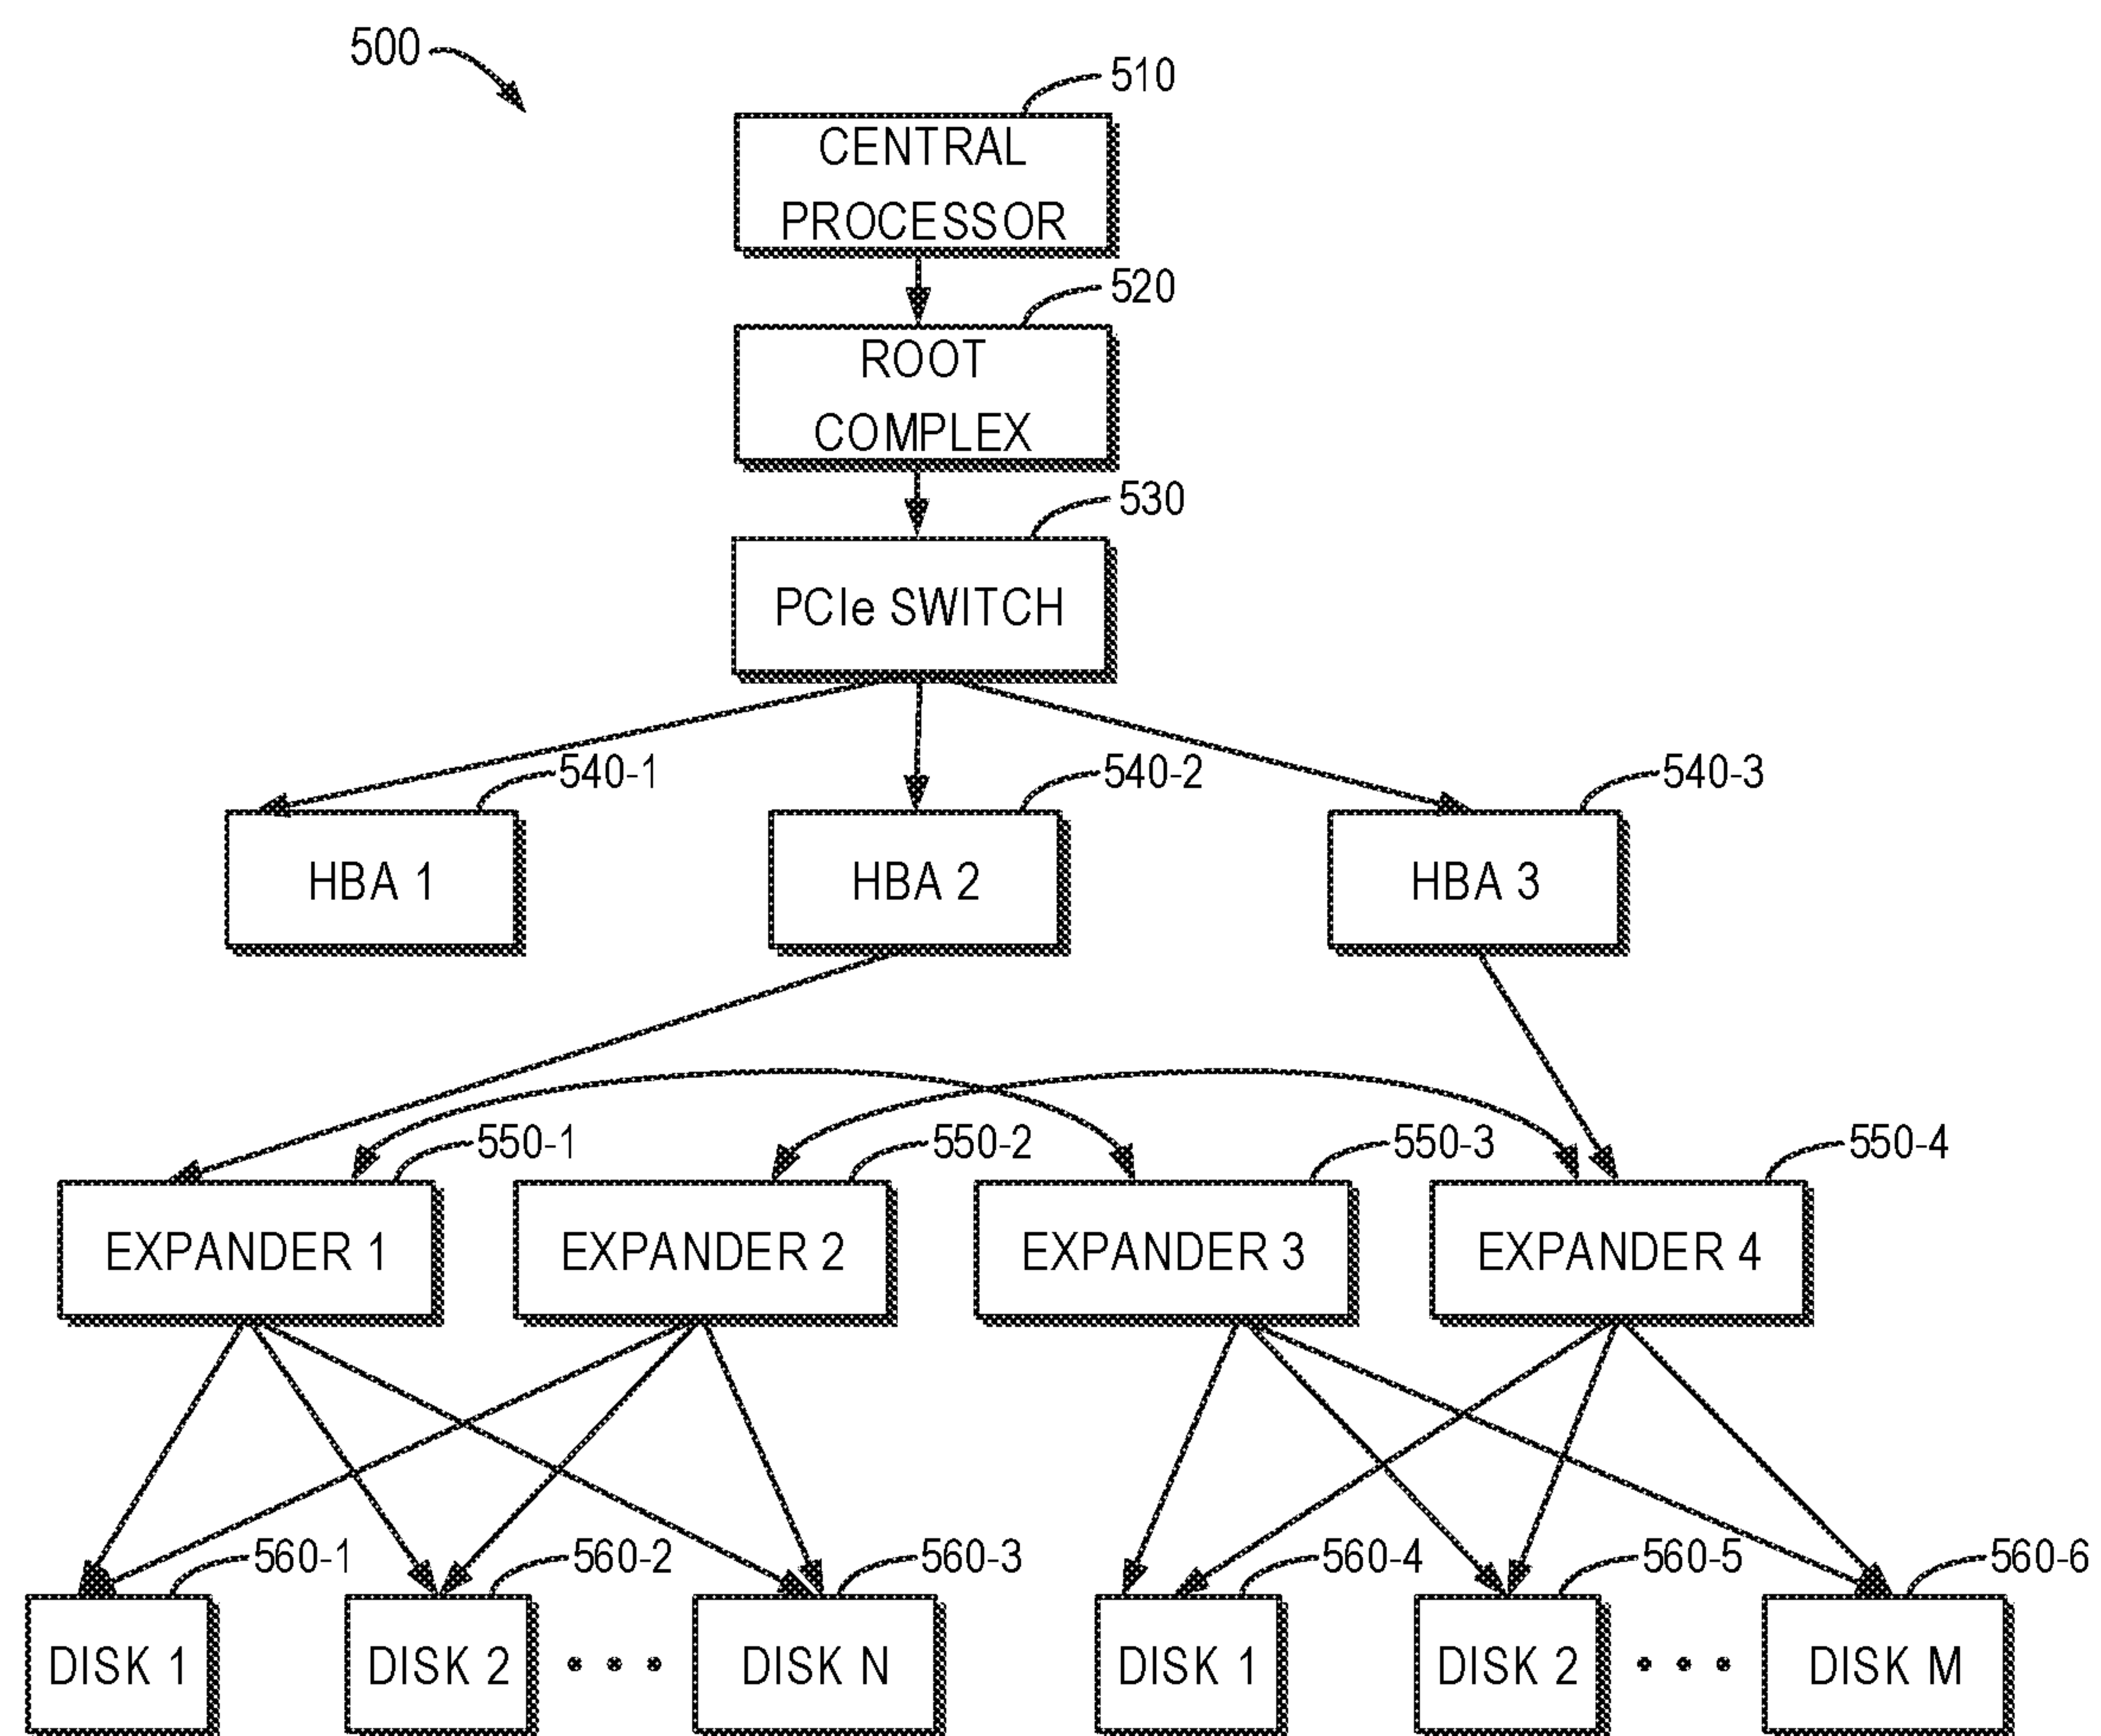 500
510
CENTRAL
PROCESSOR
520
ROOT
COMPLEX
530
PCIe SWITCH
540-1
540-2
540-3
HBA 1
HBA 2
HBA 3
550-1
550-2
550-3
550-4
EXPANDER 1
EXPANDER 2
EXPANDER 3
EXPANDER 4
560-1
560-2
560-3
560-4
560-5
560-6
DISK 1
DISK 2
• • •
DISK N
DISK 1
DISK 2
• • •
DISK M